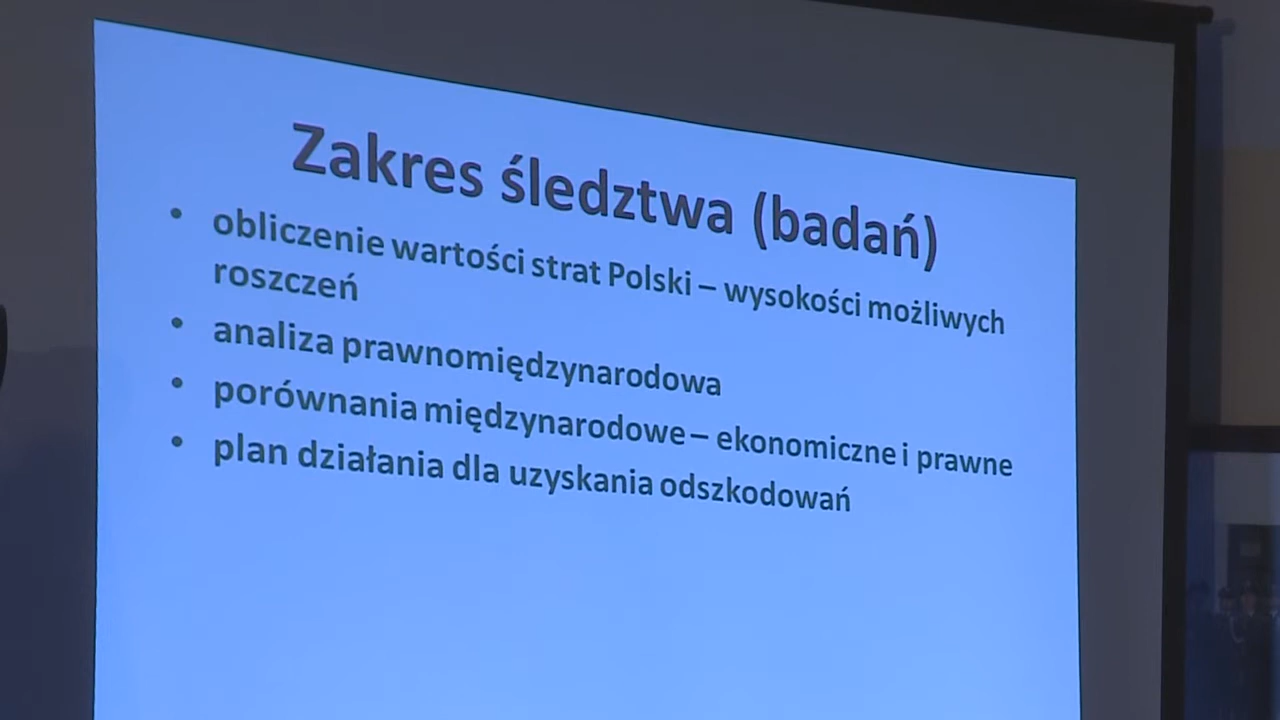 Zakres śledztwa (badań)
• obliczenie wartości strat Polski – wysokości możliwych
roszczeń
• analiza prawnomiędzynarodowa
• porównania międzynarodowe – ekonomiczne i prawne
• plan działania dla uzyskania odszkodowań